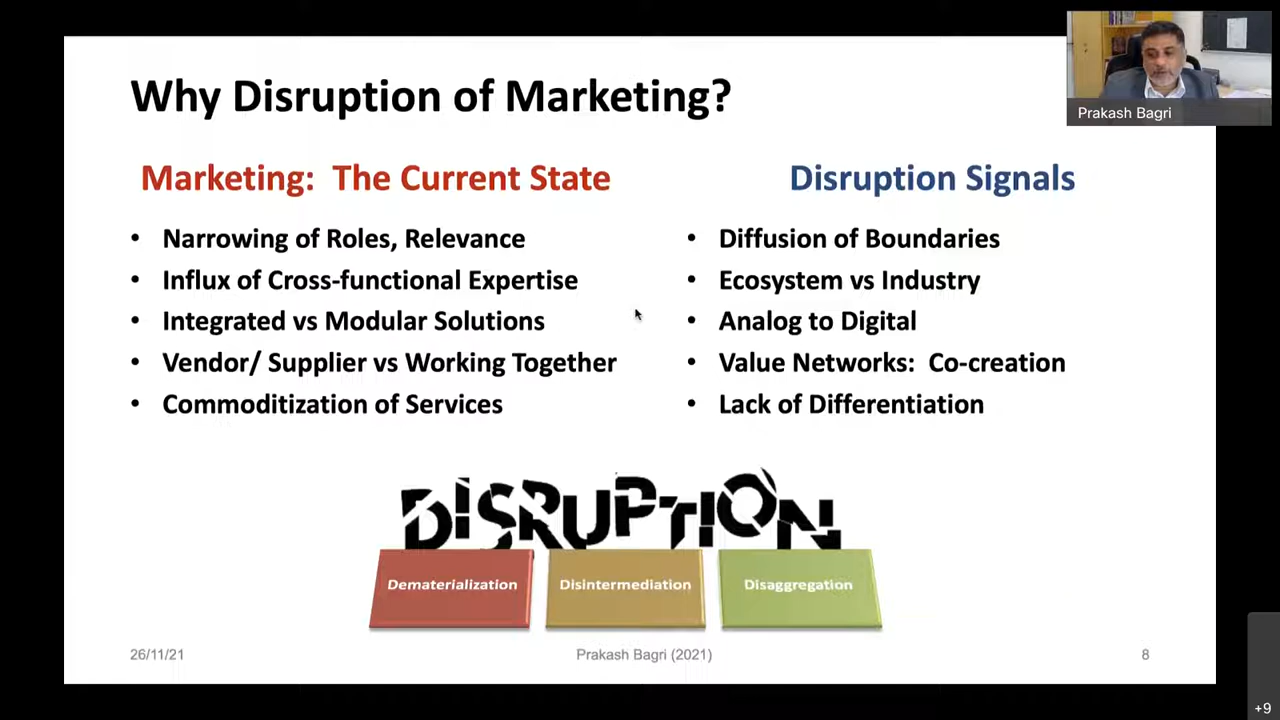 Why Disruption of Marketing?
Prakash Bagri
Marketing: The Current State
• Narrowing of Roles, Relevance
• Influx of Cross-functional Expertise
• Integrated vs Modular Solutions
• Vendor/ Supplier vs Working Together
• Commoditization of Services
Disruption Signals
• Diffusion of Boundaries
• Ecosystem vs Industry
• Analog to Digital
• Value Networks: Co-creation
• Lack of Differentiation
DISRUPTION
Dematerialization
Disintermediation
Disaggregation
26/11/21
Prakash Bagri (2021)
8
+9